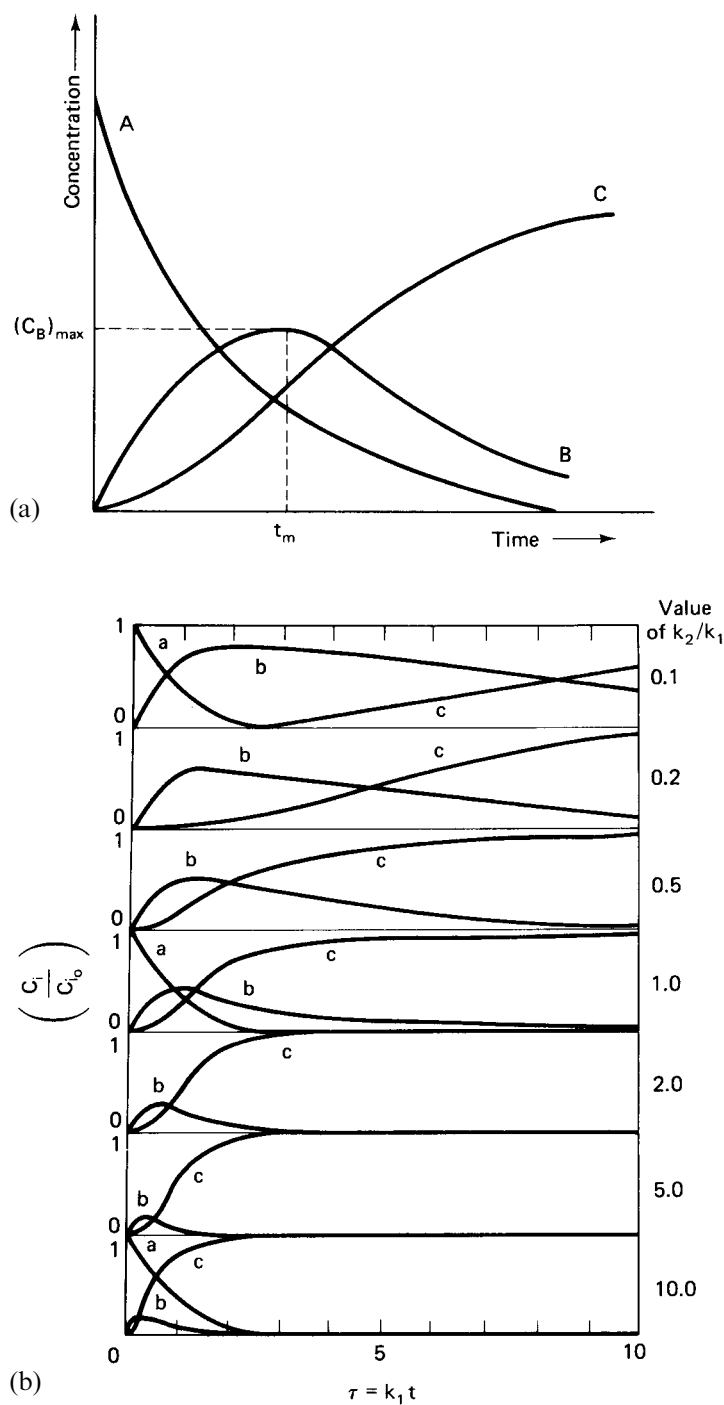 Concentration
A
C
(C_B)_max
B
(a)
t_m
Time
Value
of k_2/k_1
1
a
b
c
0.1
0
1
b
c
0.2
0
1
b
c
0.5
0
1
a
c
b
1.0
0
(C_i/C_i_o)
1
b
c
2.0
0
1
b
c
5.0
0
1
a
c
b
10.0
0
5
10
(b)
τ = k_1 t